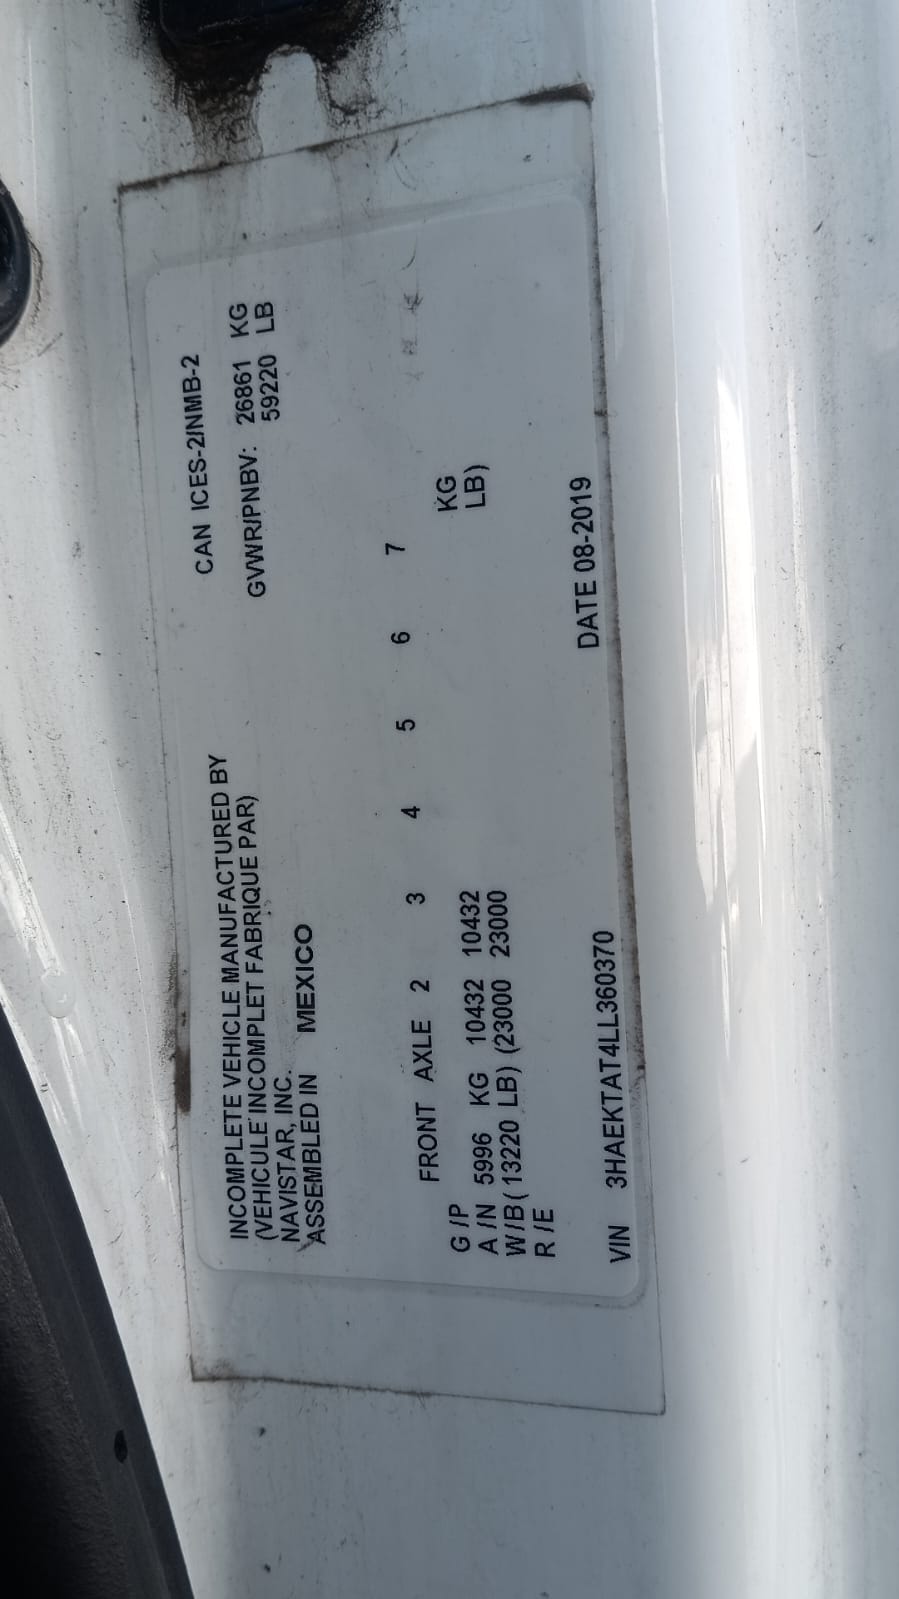 CAN ICES-2/NMB-2
INCOMPLETE VEHICLE MANUFACTURED BY
(VEHICULE INCOMPLET FABRIQUE PAR)
NAVISTAR, INC.
ASSEMBLED IN MEXICO
GVWR/PNBV: 26861 KG
59220 LB
FRONT AXLE 2 3 4 5 6 7
G /P
A /N 5996 KG 10432 10432 KG
W/B ( 13220 LB) (23000 23000 LB)
R /E
DATE 08-2019
VIN 3HAEKTAT4LL360370